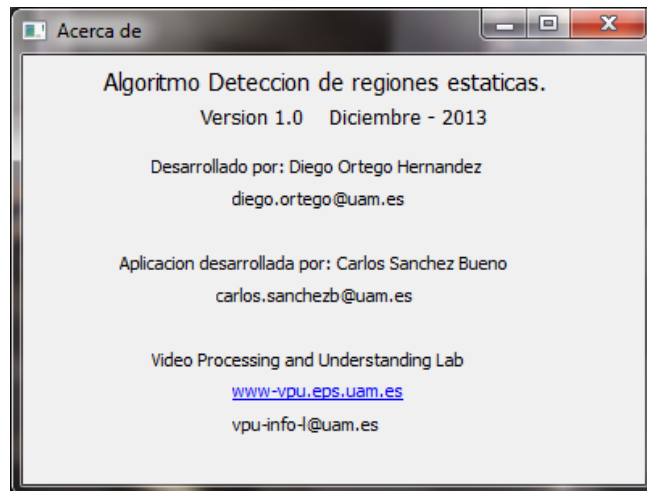 Acerca de
Algoritmo Deteccion de regiones estaticas.
Version 1.0 Diciembre - 2013
Desarrollado por: Diego Ortego Hernandez
diego.ortego@uam.es
Aplicacion desarrollada por: Carlos Sanchez Bueno
carlos.sanchezb@uam.es
Video Processing and Understanding Lab
www-vpu.eps.uam.es
vpu-info-l@uam.es